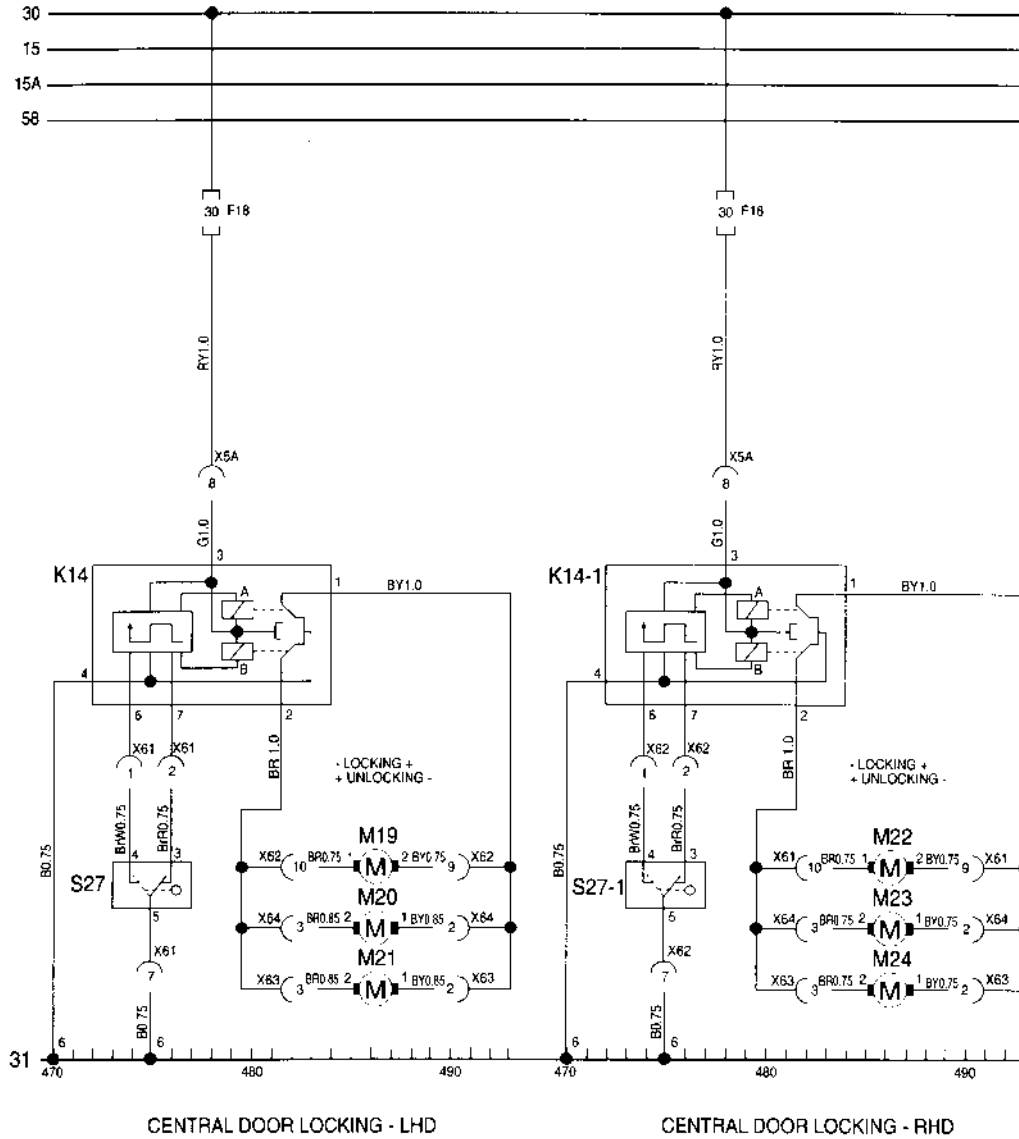 30
15
15A
58
30 F18 30 F16
RY1.0 RY1.0
X5A X5A
8 8
G1.0 G1.0
3 3
K14 1 BY1.0 K14-1 1 BY1.0
A A
B B
4 4
6 7 2 6 7 2
X61 X61 X62 X62
1 2 1 2
BR 1.0 BR 1.0
- LOCKING + - LOCKING +
+ UNLOCKING - + UNLOCKING -
BrW0.75 BrR0.75 BrW0.75 BrR0.75
B0.75 B0.75
M19 M22
4 3 X62 10 BR0.75 1 M 2 BY0.75 9 X62 4 3 X61 10 BR0.75 1 M 2 BY0.75 9 X61
S27 S27-1
M20 M23
5 X64 3 BR0.85 2 M 1 BY0.85 2 X64 5 X64 3 BR0.75 2 M 1 BY0.75 2 X64
X61 X62
M21 M24
7 X63 3 BR0.85 2 M 1 BY0.85 2 X63 7 X63 3 BR0.75 2 M 1 BY0.75 2 X63
B0.75 B0.75
31 6 6 6 6
470 480 490 470 480 490
CENTRAL DOOR LOCKING - LHD CENTRAL DOOR LOCKING - RHD